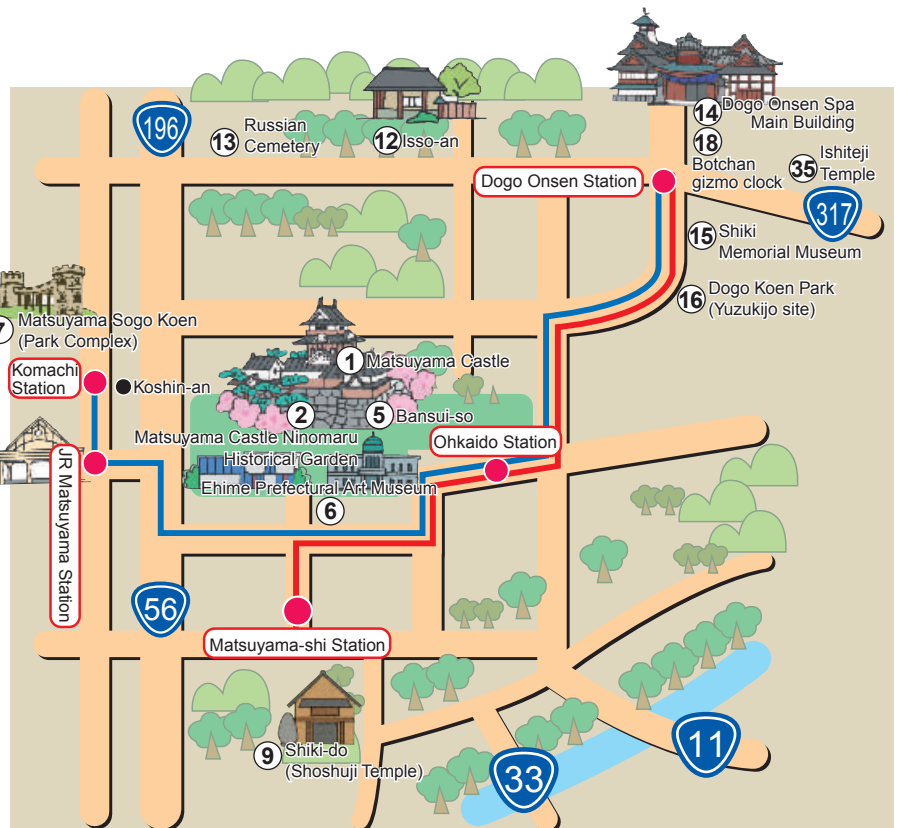 196
13
Russian
Cemetery
12
Isso-an
14
Dogo Onsen Spa
Main Building
18
Botchan
gizmo clock
35
Ishiteji
Temple
Dogo Onsen Station
317
15
Shiki
Memorial Museum
16
Dogo Koen Park
(Yuzukijo site)
7
Matsuyama Sogo Koen
(Park Complex)
Komachi
Station
Koshin-an
1
Matsuyama Castle
2
5
Bansui-so
Matsuyama Castle Ninomaru
Historical Garden
Ohkaido Station
Ehime Prefectural Art Museum
6
JR Matsuyama Station
56
Matsuyama-shi Station
9
Shiki-do
(Shoshuji Temple)
33
11